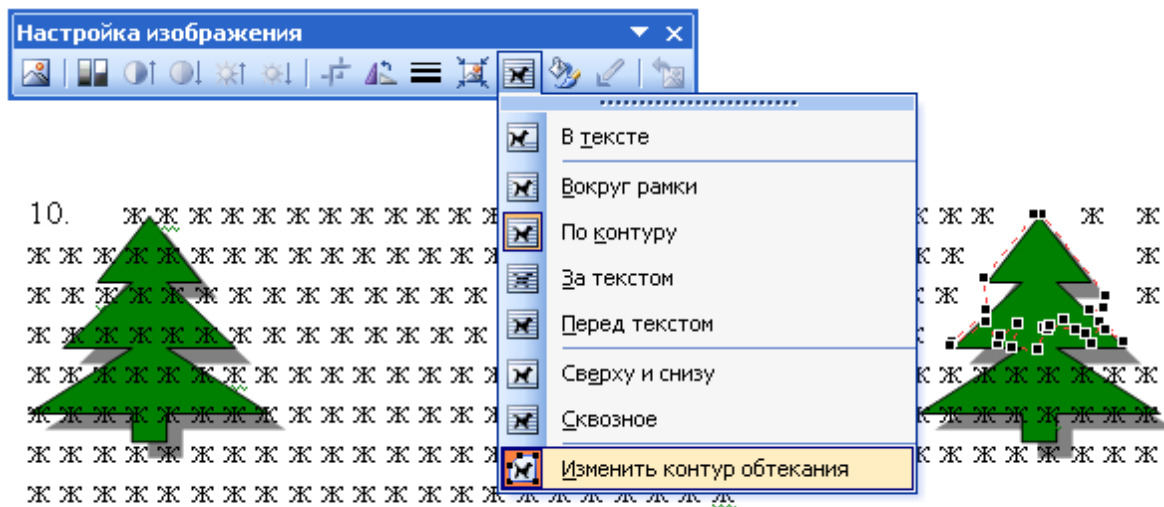 Настройка изображения
В тексте
Вокруг рамки
По контуру
За текстом
Перед текстом
Сверху и снизу
Сквозное
Изменить контур обтекания
10. ж ж ж ж ж ж ж ж ж ж ж ж ж ж ж ж
ж ж ж ж ж ж ж ж ж ж ж ж ж ж ж
ж ж ж ж ж ж ж ж ж ж ж ж ж ж ж ж
ж ж ж ж ж ж ж ж ж ж ж ж ж ж
ж ж ж ж ж ж ж ж ж ж ж ж ж ж ж ж ж ж ж ж ж
ж ж ж ж ж ж ж ж ж ж ж ж ж ж ж ж ж ж ж ж ж
ж ж ж ж ж ж ж ж ж ж ж ж ж ж ж ж ж ж ж ж ж
ж ж ж ж ж ж ж ж ж ж ж ж ж ж ж ж ж ж ж ж ж